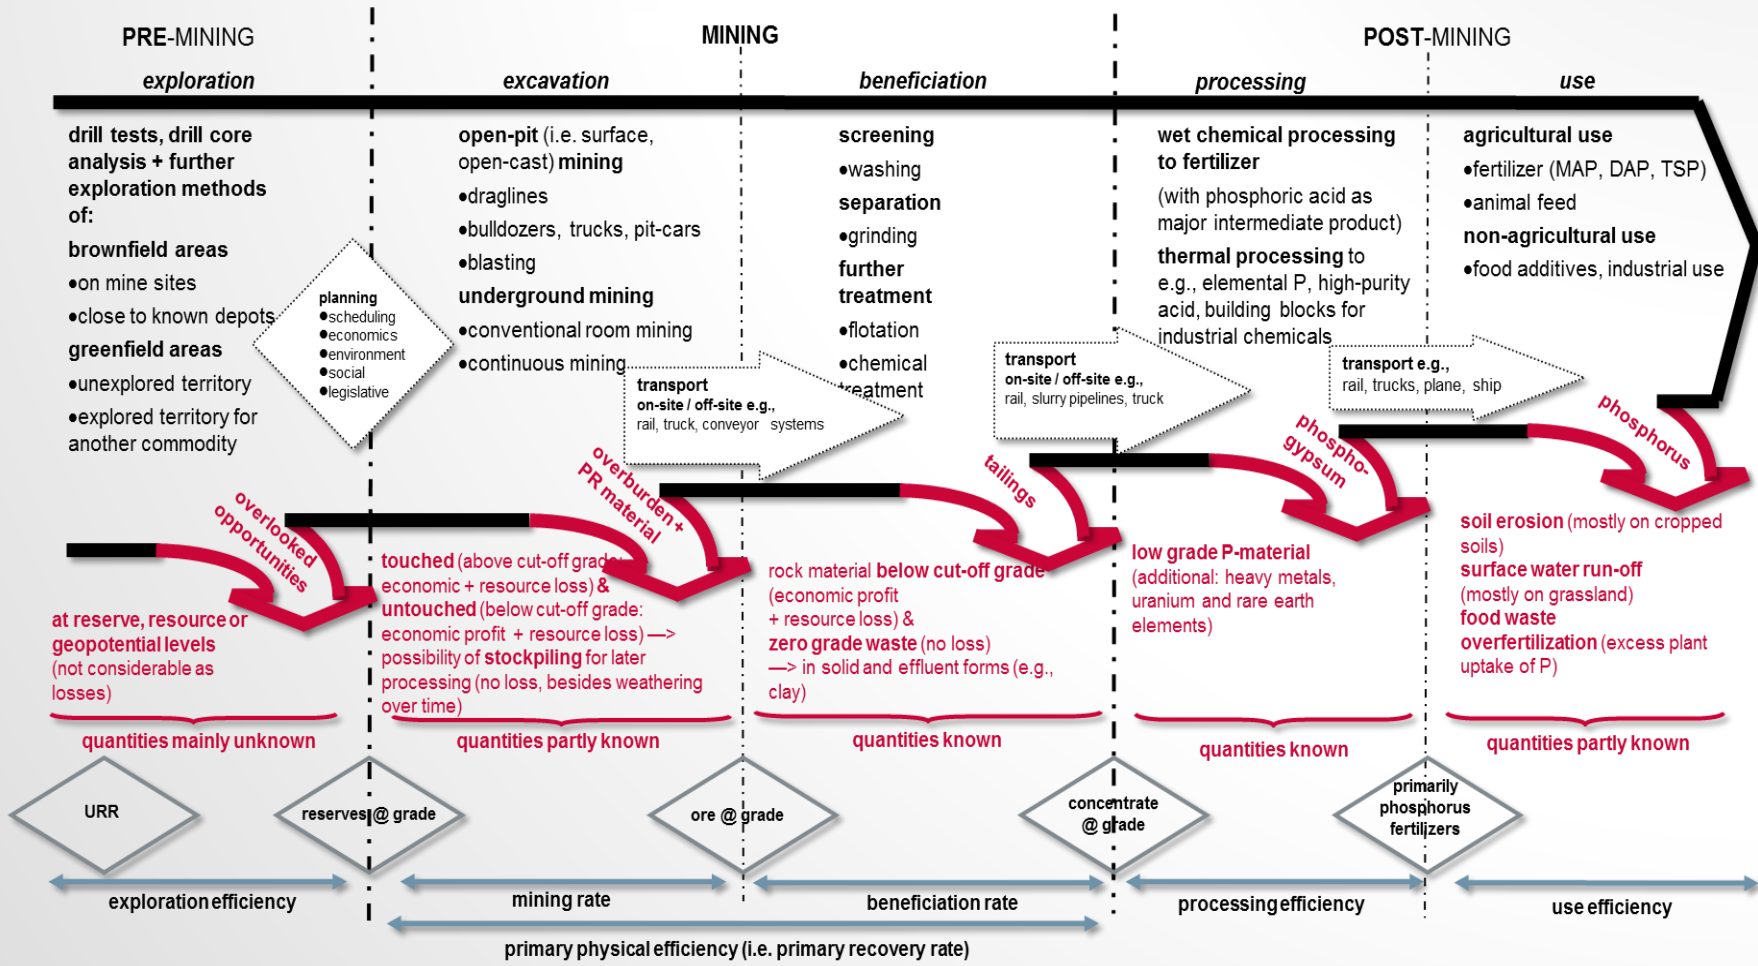 PRE-MINING
MINING
POST-MINING
exploration
excavation
beneficiation
processing
use
drill tests, drill core
analysis + further
exploration methods
of:
brownfield areas
•on mine sites
•close to known depots
greenfield areas
•unexplored territory
•explored territory for
another commodity
planning
•scheduling
•economics
•environment
•social
•legislative
open-pit (i.e. surface,
open-cast) mining
•draglines
•bulldozers, trucks, pit-cars
•blasting
underground mining
•conventional room mining
•continuous mining
transport
on-site / off-site e.g.,
rail, truck, conveyor systems
screening
•washing
separation
•grinding
further
treatment
•flotation
•chemical
treatment
transport
on-site / off-site e.g.,
rail, slurry pipelines, truck
wet chemical processing
to fertilizer
(with phosphoric acid as
major intermediate product)
thermal processing to
e.g., elemental P, high-purity
acid, building blocks for
industrial chemicals
transport e.g.,
rail, trucks, plane, ship
agricultural use
•fertilizer (MAP, DAP, TSP)
•animal feed
non-agricultural use
•food additives, industrial use
overlooked
opportunities
overburden +
PR material
tailings
phospho-
gypsum
phosphorus
at reserve, resource or
geopotential levels
(not considerable as
losses)
touched (above cut-off grade:
economic + resource loss) &
untouched (below cut-off grade:
economic profit + resource loss) —>
possibility of stockpiling for later
processing (no loss, besides weathering
over time)
rock material below cut-off grade
(economic profit
+ resource loss) &
zero grade waste (no loss)
—> in solid and effluent forms (e.g.,
clay)
low grade P-material
(additional: heavy metals,
uranium and rare earth
elements)
soil erosion (mostly on cropped
soils)
surface water run-off
(mostly on grassland)
food waste
overfertilization (excess plant
uptake of P)
quantities mainly unknown
quantities partly known
quantities known
quantities known
quantities partly known
URR
reserves @ grade
ore @ grade
concentrate
@ grade
primarily
phosphorus
fertilizers
exploration efficiency
mining rate
beneficiation rate
processing efficiency
use efficiency
primary physical efficiency (i.e. primary recovery rate)